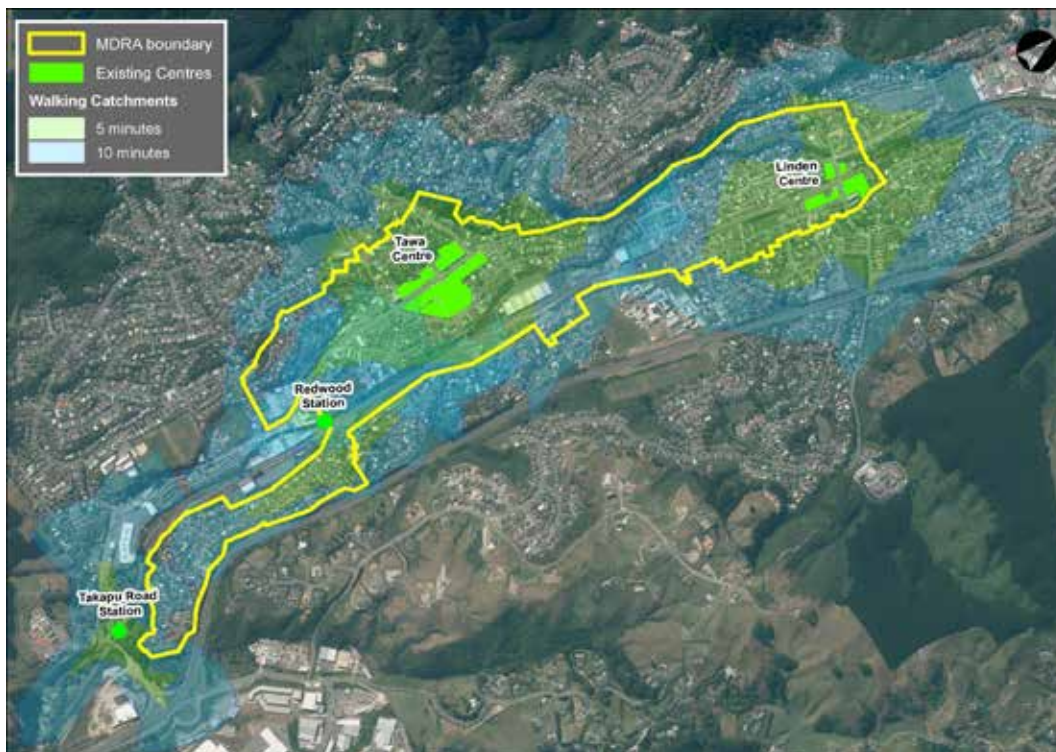 MDRA boundary
Existing Centres
Walking Catchments
5 minutes
10 minutes
Linden
Centre
Tawa
Centre
Redwood
Station
Takapu Road
Station